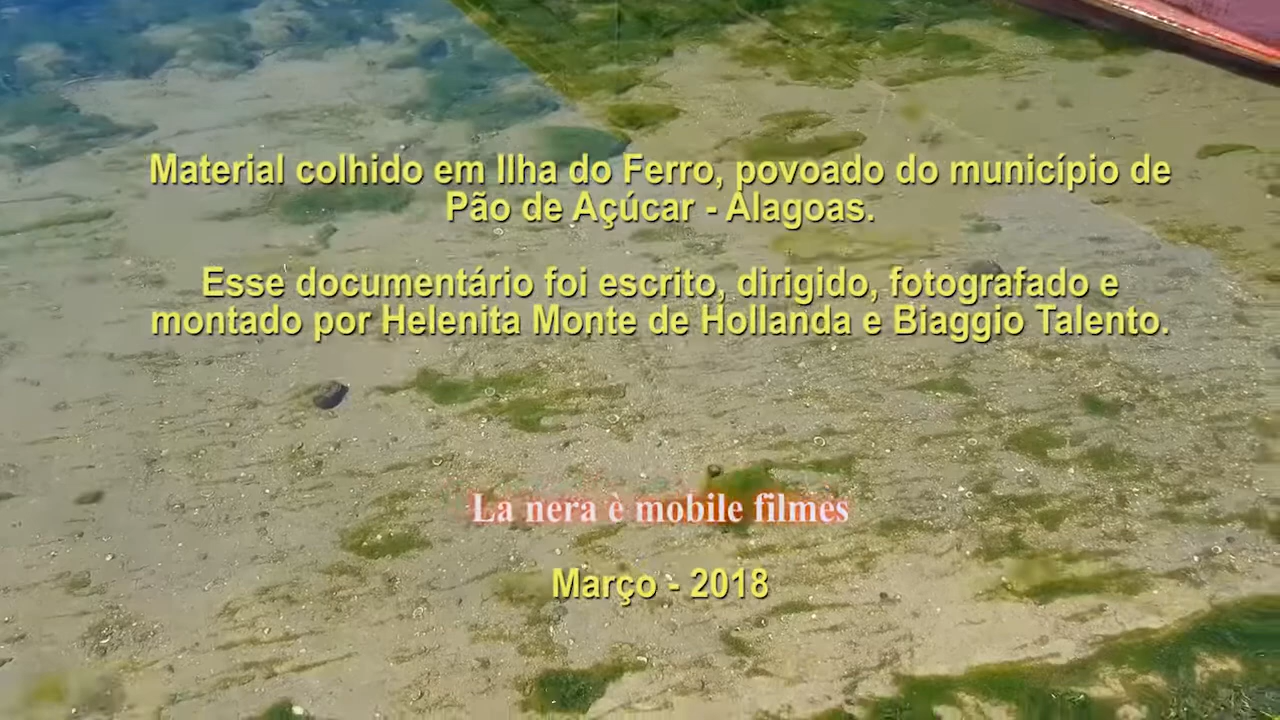 Material colhido em Ilha do Ferro, povoado do município de
Pão de Açúcar - Alagoas.
Esse documentário foi escrito, dirigido, fotografado e
montado por Helenita Monte de Hollanda e Biaggio Talento.
La nera è mobile filmes
Março - 2018